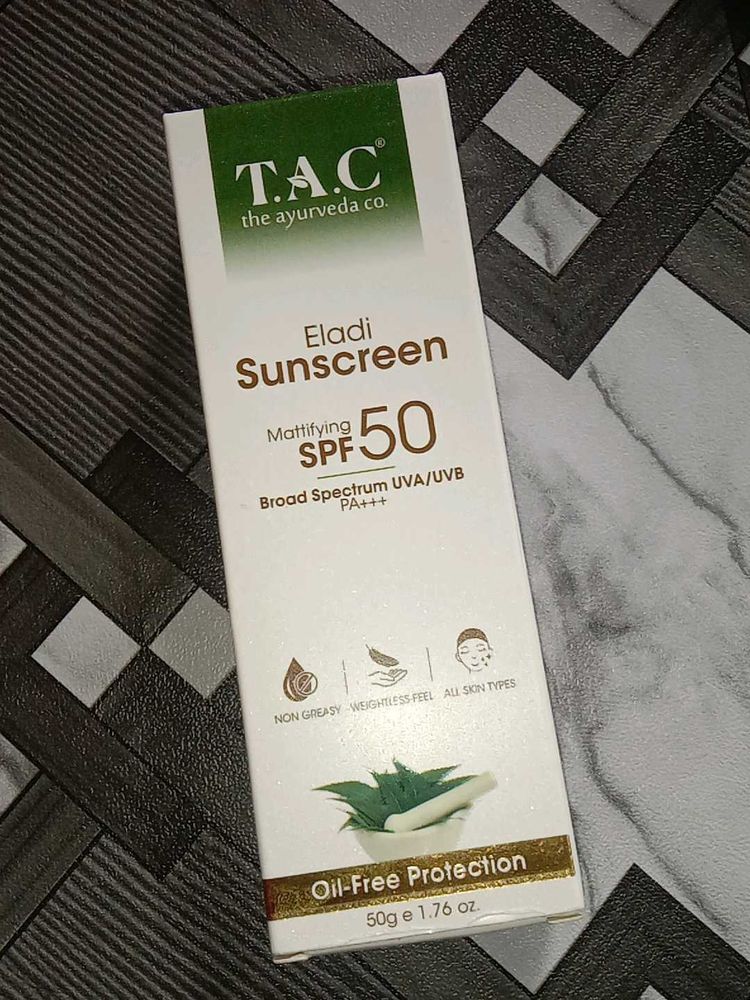 T.A.C®
the ayurveda co.
Eladi
Sunscreen
Mattifying
SPF 50
Broad Spectrum UVA/UVB
PA+++
NON GREASY
WEIGHTLESS FEEL
ALL SKIN TYPES
Oil-Free Protection
50g e 1.76 oz.